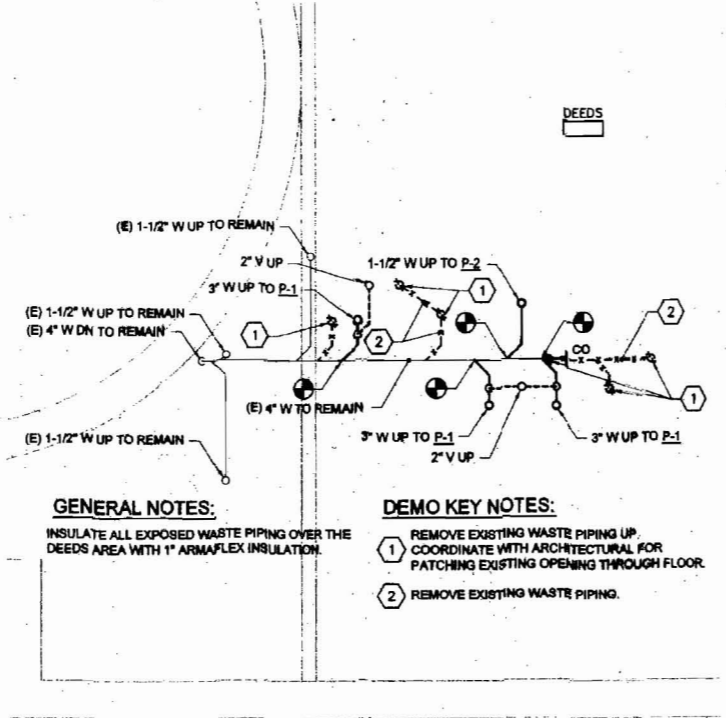 DEEDS
(E) 1-1/2" W UP TO REMAIN
2" V UP
1-1/2" W UP TO P-2
3" W UP TO P-1
(E) 1-1/2" W UP TO REMAIN
(E) 4" W DN TO REMAIN
1
1
2
2
CO
1
(E) 4" W TO REMAIN
(E) 1-1/2" W UP TO REMAIN
3" W UP TO P-1
3" W UP TO P-1
2" V UP
GENERAL NOTES:
INSULATE ALL EXPOSED WASTE PIPING OVER THE
DEEDS AREA WITH 1" ARMAFLEX INSULATION.
DEMO KEY NOTES:
1
REMOVE EXISTING WASTE PIPING UP.
COORDINATE WITH ARCHITECTURAL FOR
PATCHING EXISTING OPENING THROUGH FLOOR.
2 REMOVE EXISTING WASTE PIPING.